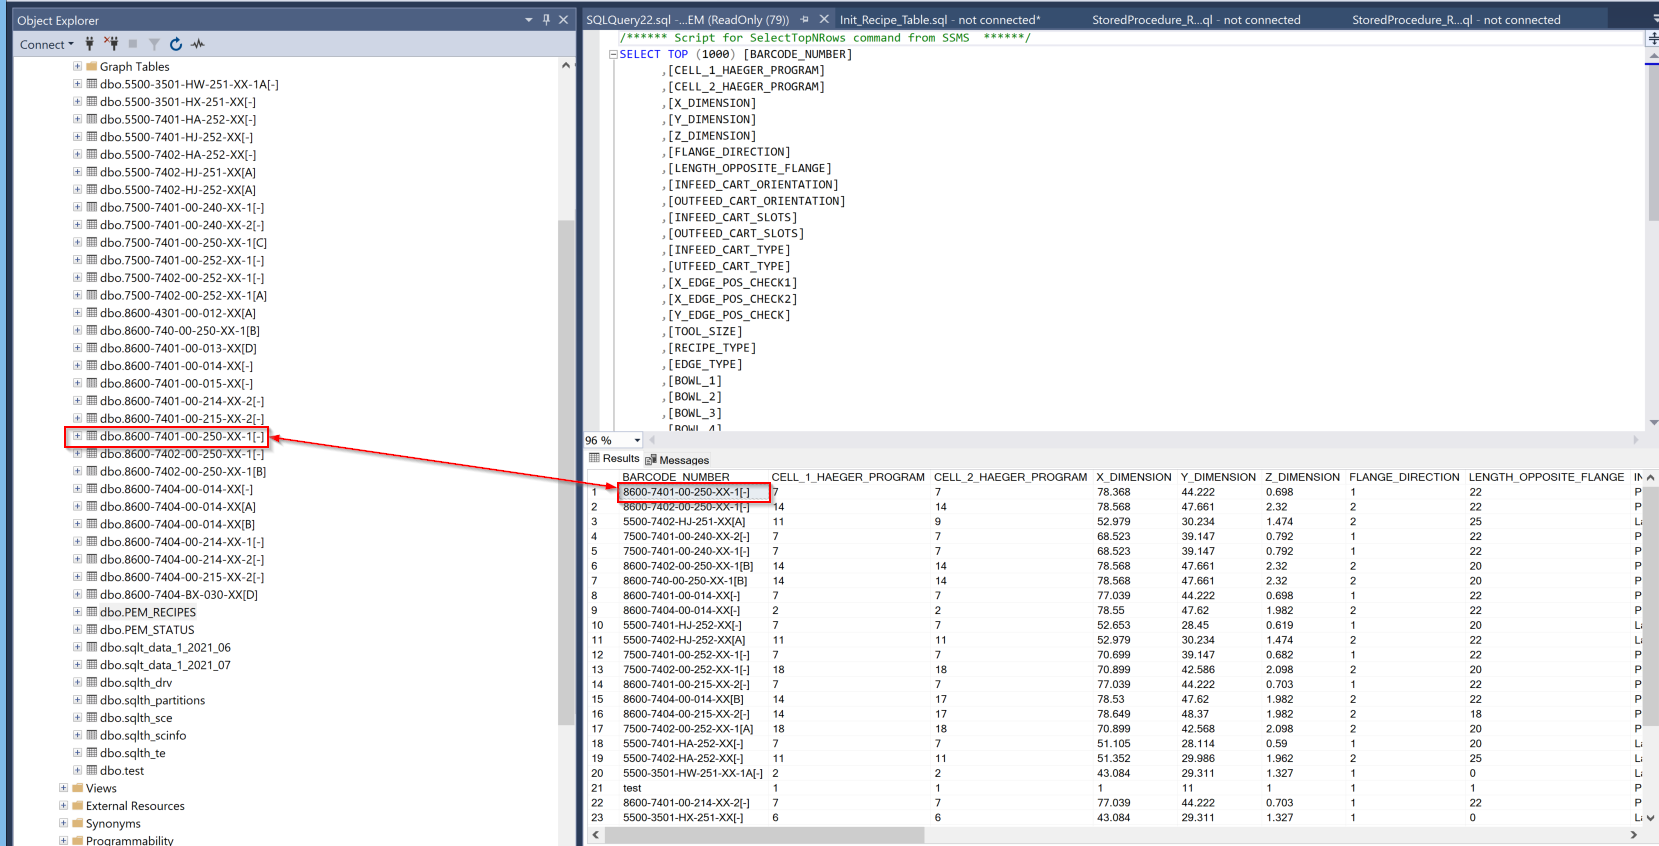 Object Explorer
Connect
Graph Tables
dbo.5500-3501-HW-251-XX-1A[-]
dbo.5500-3501-HX-251-XX[-]
dbo.5500-7401-HA-252-XX[-]
dbo.5500-7401-HJ-252-XX[-]
dbo.5500-7402-HA-252-XX[-]
dbo.5500-7402-HJ-251-XX[A]
dbo.5500-7402-HJ-252-XX[A]
dbo.7500-7401-00-240-XX-1[-]
dbo.7500-7401-00-240-XX-2[-]
dbo.7500-7401-00-250-XX-1[C]
dbo.7500-7401-00-252-XX-1[-]
dbo.7500-7402-00-252-XX-1[-]
dbo.7500-7402-00-252-XX-1[A]
dbo.8600-4301-00-012-XX[A]
dbo.8600-740-00-250-XX-1[B]
dbo.8600-7401-00-013-XX[D]
dbo.8600-7401-00-014-XX[-]
dbo.8600-7401-00-015-XX[-]
dbo.8600-7401-00-214-XX-2[-]
dbo.8600-7401-00-215-XX-2[-]
dbo.8600-7401-00-250-XX-1[-]
dbo.8600-7402-00-250-XX-1[-]
dbo.8600-7402-00-250-XX-1[B]
dbo.8600-7404-00-014-XX[-]
dbo.8600-7404-00-014-XX[A]
dbo.8600-7404-00-014-XX[B]
dbo.8600-7404-00-214-XX-1[-]
dbo.8600-7404-00-214-XX-2[-]
dbo.8600-7404-00-215-XX-2[-]
dbo.8600-7404-BX-030-XX[D]
dbo.PEM_RECIPES
dbo.PEM_STATUS
dbo.sqlt_data_1_2021_06
dbo.sqlt_data_1_2021_07
dbo.sqlth_drv
dbo.sqlth_partitions
dbo.sqlth_sce
dbo.sqlth_scinfo
dbo.sqlth_te
dbo.test
Views
External Resources
Synonyms
Programmability
SQLQuery22.sql -...EM (ReadOnly (79)) Init_Recipe_Table.sql - not connected* StoredProcedure_R...ql - not connected StoredProcedure_R...ql - not connected
/****** Script for SelectTopNRows command from SSMS ******/
SELECT TOP (1000) [BARCODE_NUMBER]
,[CELL_1_HAEGER_PROGRAM]
,[CELL_2_HAEGER_PROGRAM]
,[X_DIMENSION]
,[Y_DIMENSION]
,[Z_DIMENSION]
,[FLANGE_DIRECTION]
,[LENGTH_OPPOSITE_FLANGE]
,[INFEED_CART_ORIENTATION]
,[OUTFEED_CART_ORIENTATION]
,[INFEED_CART_SLOTS]
,[OUTFEED_CART_SLOTS]
,[INFEED_CART_TYPE]
,[UTFEED_CART_TYPE]
,[X_EDGE_POS_CHECK1]
,[X_EDGE_POS_CHECK2]
,[Y_EDGE_POS_CHECK]
,[TOOL_SIZE]
,[RECIPE_TYPE]
,[EDGE_TYPE]
,[BOWL_1]
,[BOWL_2]
,[BOWL_3]
,[BOWL_4]
96 %
Results Messages
BARCODE_NUMBER CELL_1_HAEGER_PROGRAM CELL_2_HAEGER_PROGRAM X_DIMENSION Y_DIMENSION Z_DIMENSION FLANGE_DIRECTION LENGTH_OPPOSITE_FLANGE IN
1 8600-7401-00-250-XX-1[-] 7 7 78.368 44.222 0.698 1 22 P
2 8600-7402-00-250-XX-1[-] 14 14 78.568 47.661 2.32 2 22 P
3 5500-7402-HJ-251-XX[A] 11 9 52.979 30.234 1.474 2 25 La
4 7500-7401-00-240-XX-2[-] 7 7 68.523 39.147 0.792 1 22 P
5 7500-7401-00-240-XX-1[-] 7 7 68.523 39.147 0.792 1 22 P
6 8600-7402-00-250-XX-1[B] 14 14 78.568 47.661 2.32 2 20 P
7 8600-740-00-250-XX-1[B] 14 14 78.568 47.661 2.32 2 20 P
8 8600-7401-00-014-XX[-] 7 7 77.039 44.222 0.698 1 22 P
9 8600-7404-00-014-XX[-] 2 2 78.55 47.62 1.982 2 22 P
10 5500-7401-HJ-252-XX[-] 7 7 52.653 28.45 0.619 1 20 La
11 5500-7402-HJ-252-XX[A] 11 11 52.979 30.234 1.474 2 22 La
12 7500-7401-00-252-XX-1[-] 7 7 70.699 39.147 0.682 1 22 P
13 7500-7402-00-252-XX-1[-] 18 18 70.899 42.586 2.098 2 20 P
14 8600-7401-00-215-XX-2[-] 7 7 77.039 44.222 0.703 1 22 P
15 8600-7404-00-014-XX[B] 14 17 78.53 47.62 1.982 2 22 P
16 8600-7404-00-215-XX-2[-] 14 17 78.649 48.37 1.982 2 18 P
17 7500-7402-00-252-XX-1[A] 18 18 70.899 42.568 2.098 2 20 P
18 5500-7401-HA-252-XX[-] 7 7 51.105 28.114 0.59 1 20 La
19 5500-7402-HA-252-XX[-] 11 11 51.352 29.986 1.962 2 25 La
20 5500-3501-HW-251-XX-1A[-] 2 2 43.084 29.311 1.327 1 0 La
21 test 1 1 1 11 1 1 1 P
22 8600-7401-00-214-XX-2[-] 7 7 77.039 44.222 0.703 1 22 P
23 5500-3501-HX-251-XX[-] 6 6 43.084 29.311 1.327 1 0 La